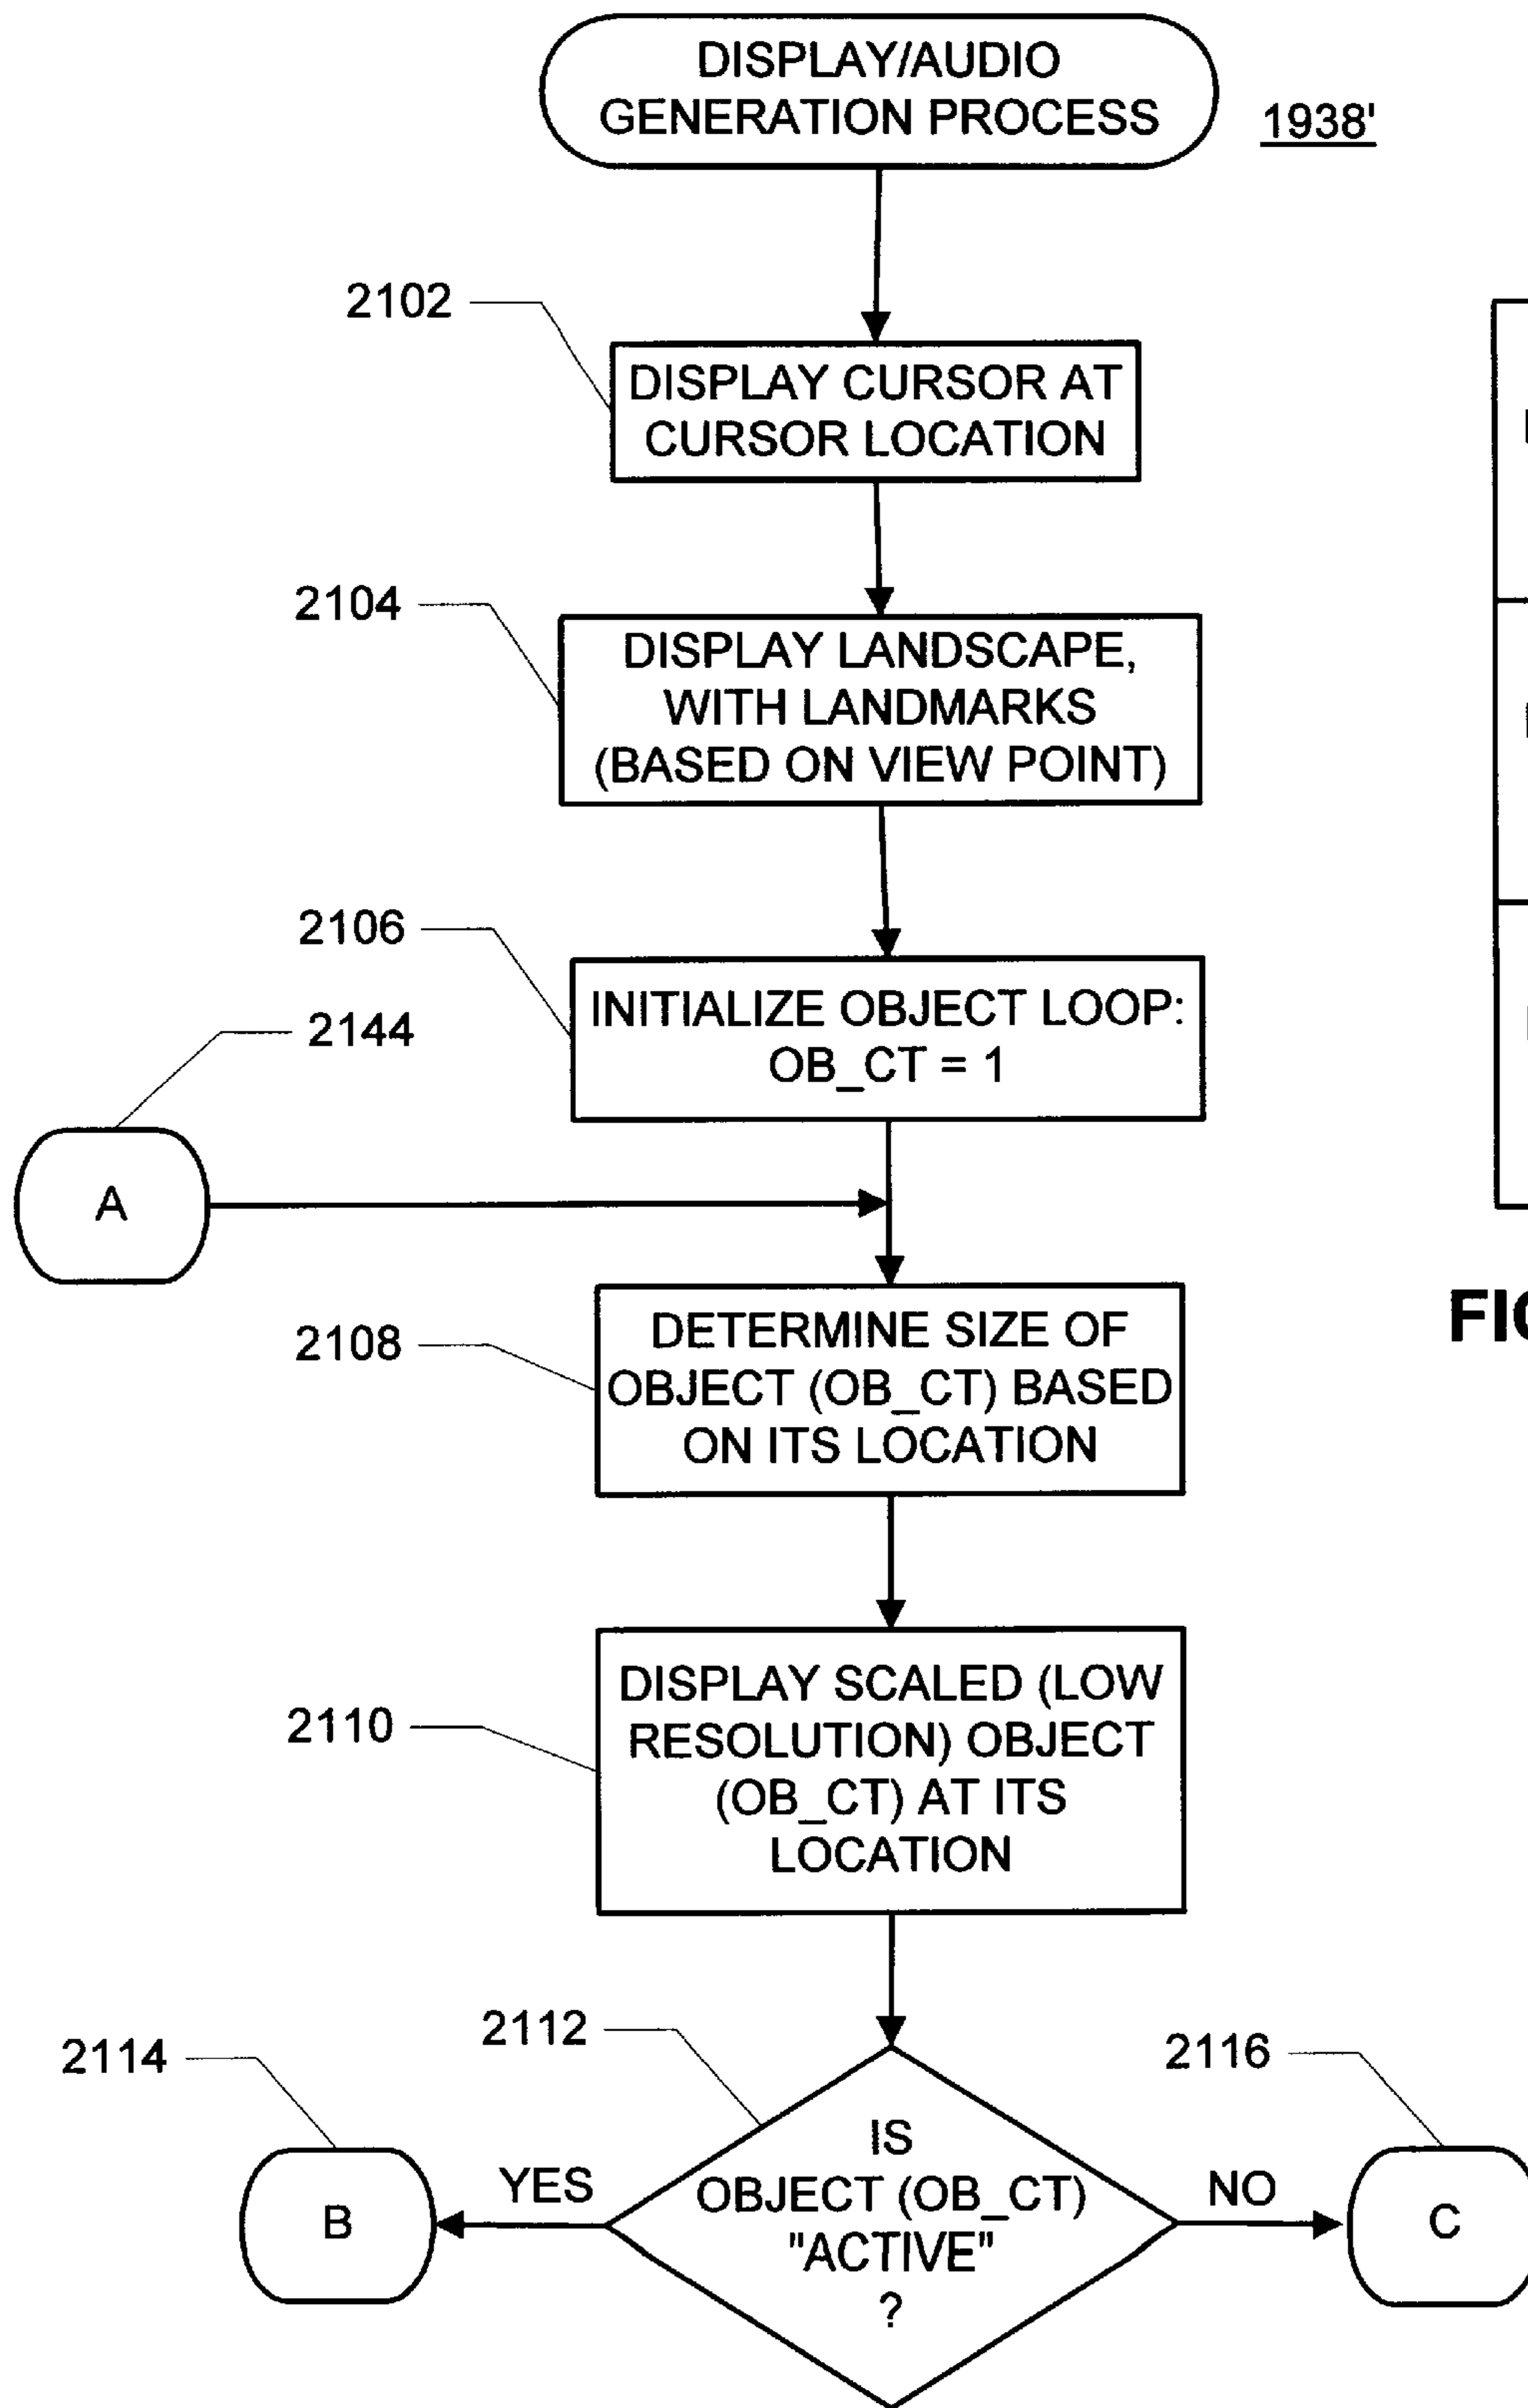 DISPLAY/AUDIO
GENERATION PROCESS
1938'
2102
DISPLAY CURSOR AT
CURSOR LOCATION
2104
DISPLAY LANDSCAPE,
WITH LANDMARKS
(BASED ON VIEW POINT)
2106
INITIALIZE OBJECT LOOP:
OB_CT = 1
2144
A
2108
DETERMINE SIZE OF
OBJECT (OB_CT) BASED
ON ITS LOCATION
2110
DISPLAY SCALED (LOW
RESOLUTION) OBJECT
(OB_CT) AT ITS
LOCATION
2112
IS
OBJECT (OB_CT)
"ACTIVE"
?
2114
YES
B
2116
NO
C